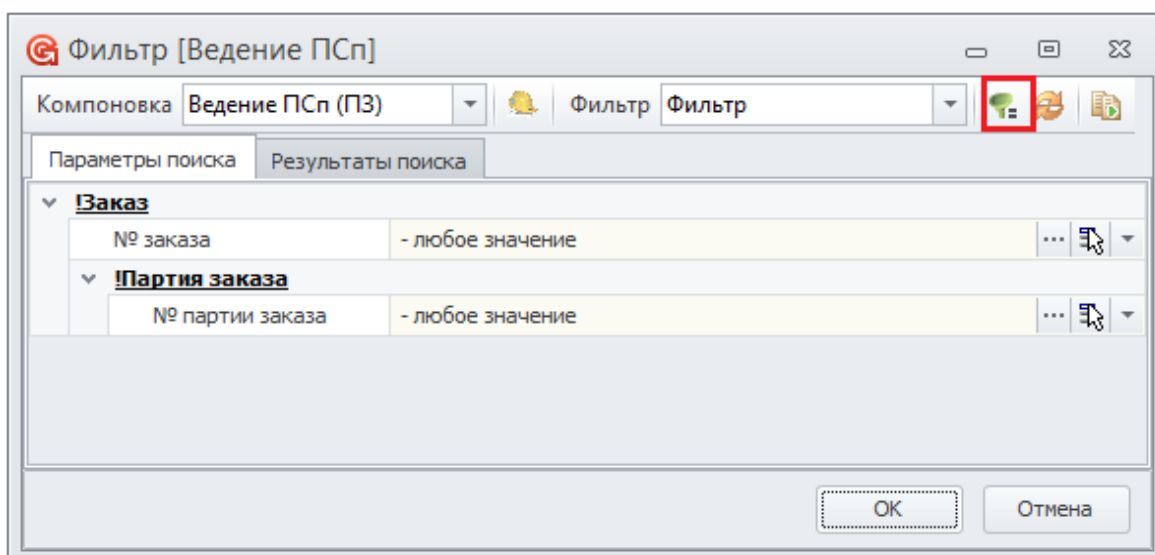 Фильтр [Ведение ПСп]
Компоновка Ведение ПСп (ПЗ) Фильтр Фильтр
Параметры поиска Результаты поиска
!Заказ
№ заказа - любое значение
!Партия заказа
№ партии заказа - любое значение
OK Отмена